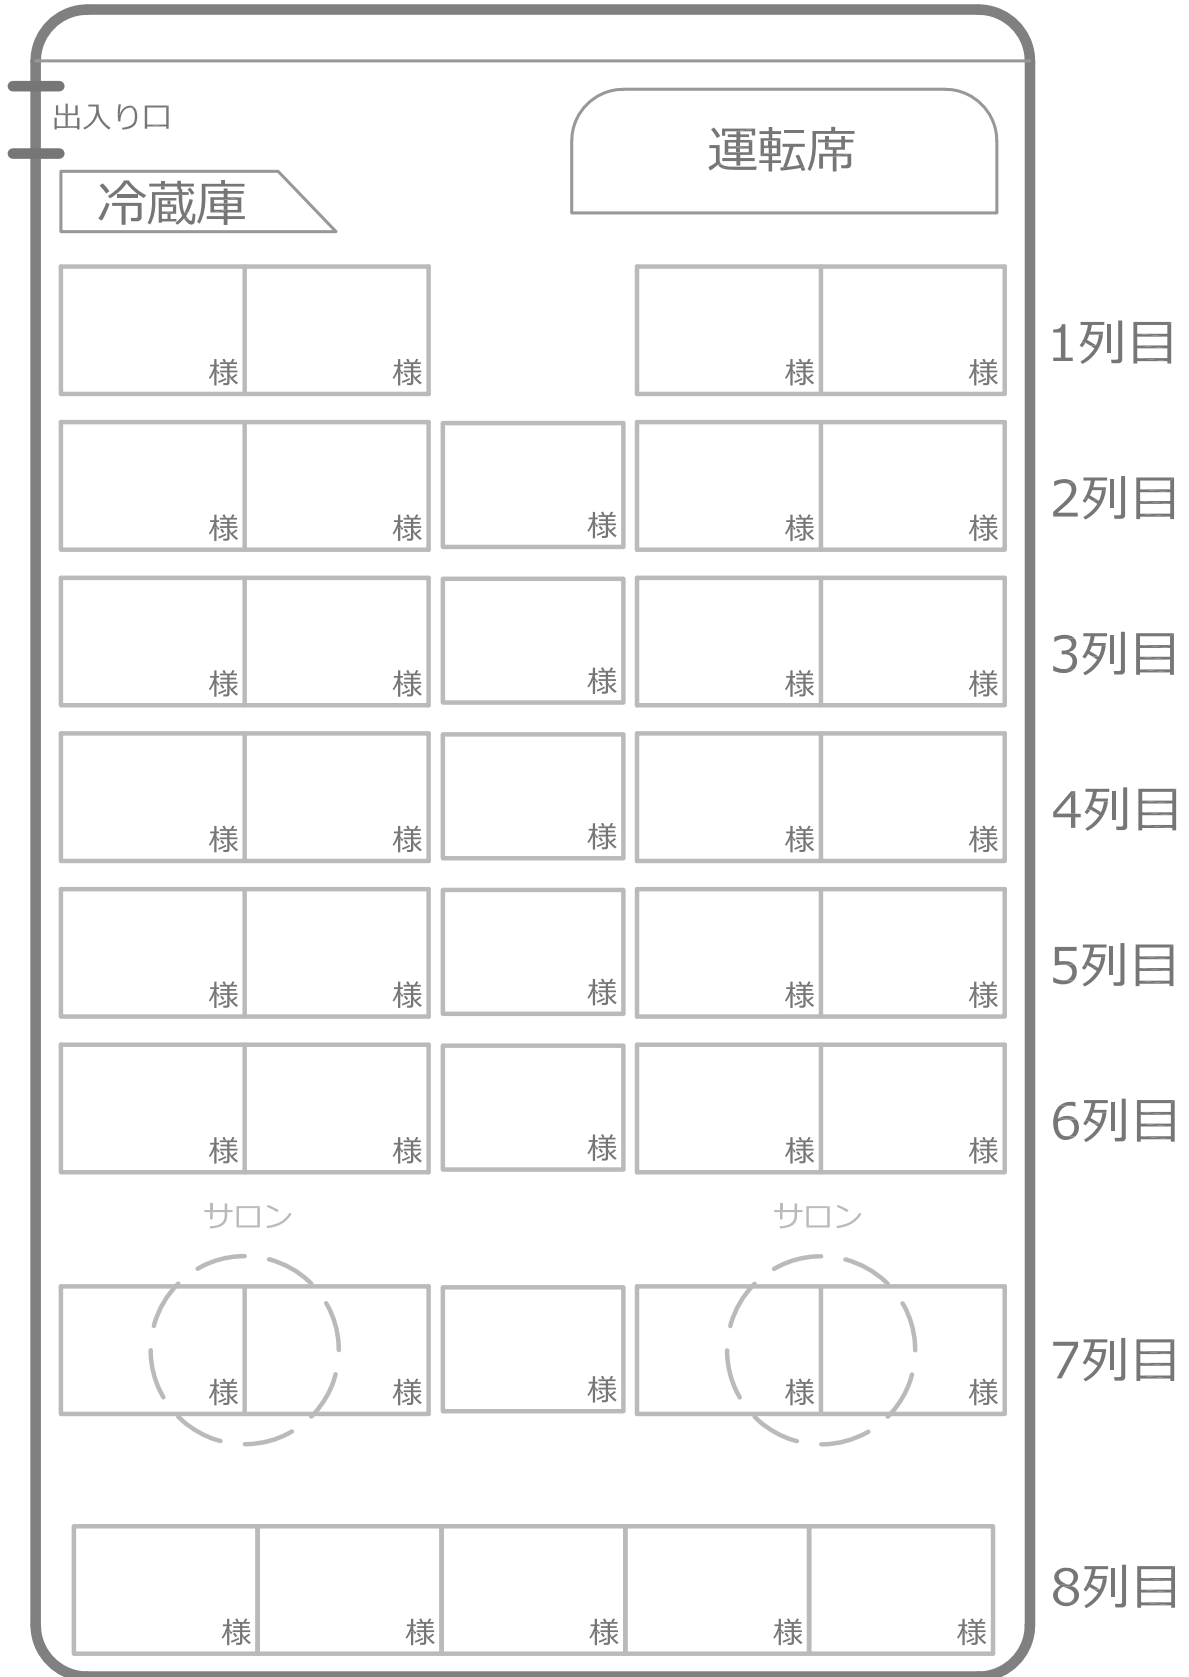 出入り口
運転席
冷蔵庫
様 様 様 様 1列目
様 様 様 様 様 2列目
様 様 様 様 様 3列目
様 様 様 様 様 4列目
様 様 様 様 様 5列目
様 様 様 様 様 6列目
サロン サロン
様 様 様 様 様 7列目
様 様 様 様 様 8列目